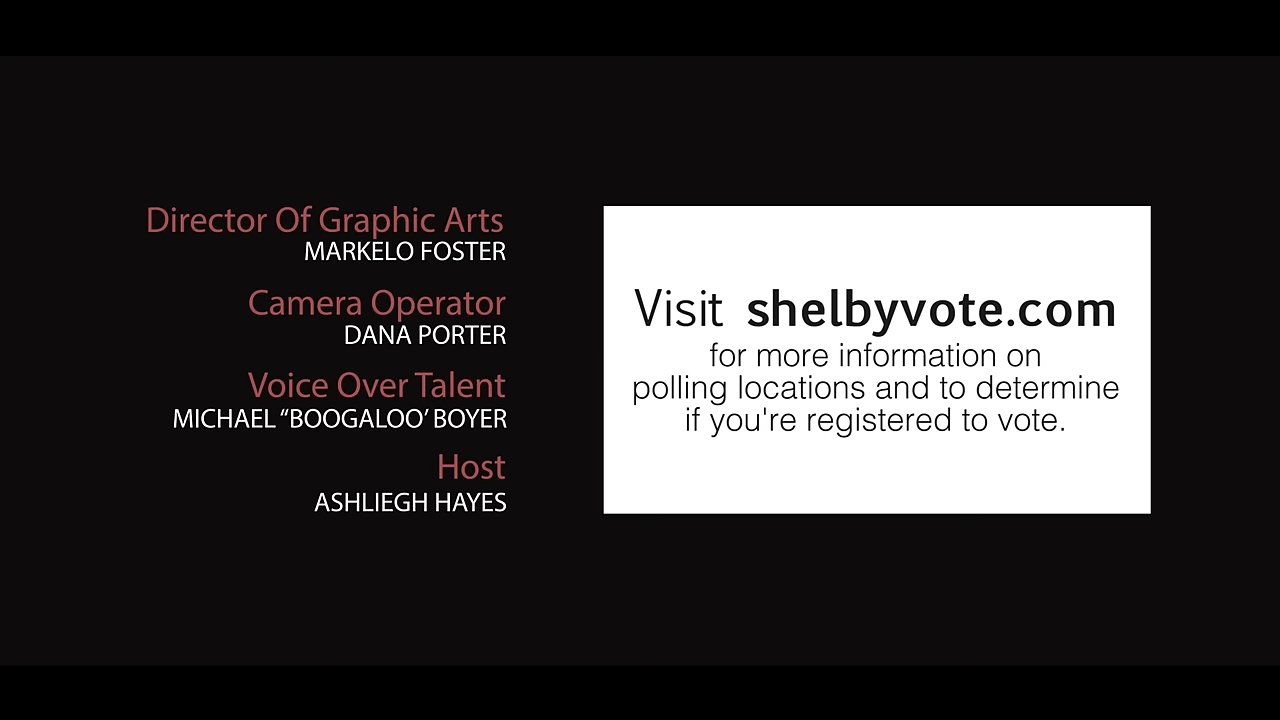 Director Of Graphic Arts
MARKELO FOSTER
Camera Operator
DANA PORTER
Voice Over Talent
MICHAEL “BOOGALOO’ BOYER
Host
ASHLIEGH HAYES
Visit shelbyvote.com
for more information on
polling locations and to determine
if you're registered to vote.